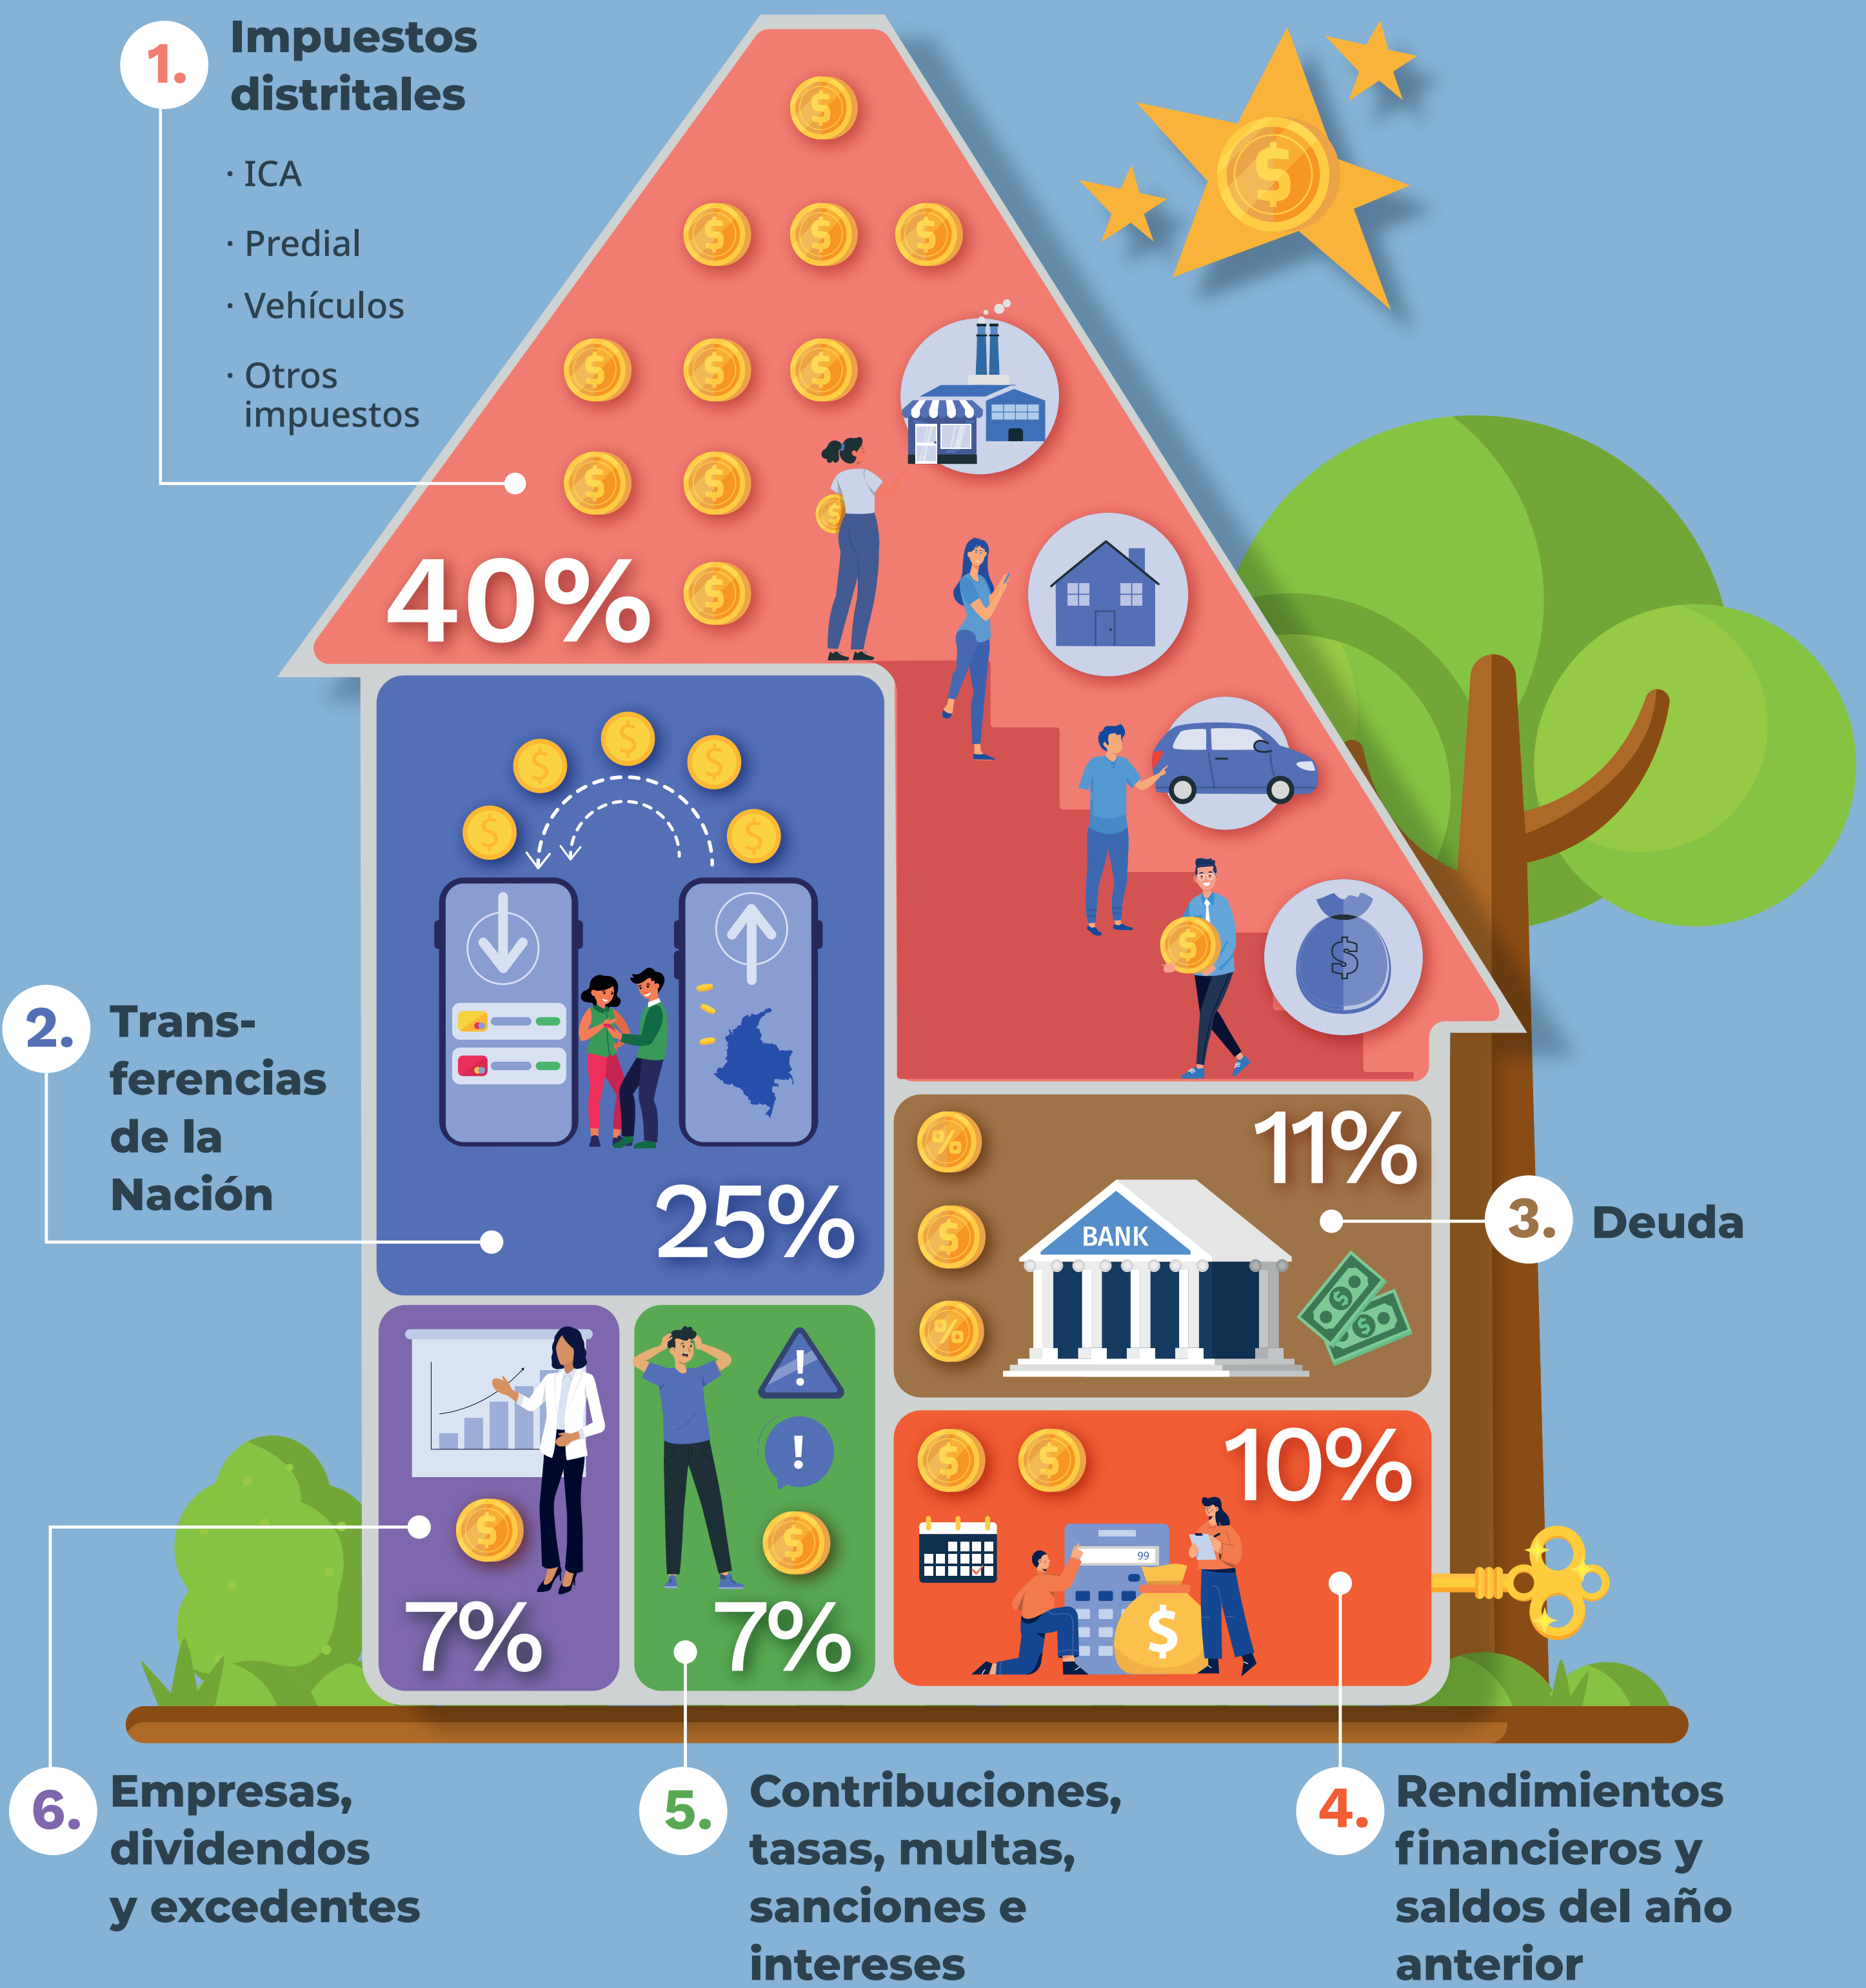 1.
Impuestos
distritales
· ICA
· Predial
· Vehículos
· Otros
impuestos
40%
2.
Trans-
ferencias
de la
Nación
25%
11%
BANK
3.
Deuda
10%
99
7%
7%
6.
Empresas,
dividendos
y excedentes
5.
Contribuciones,
tasas, multas,
sanciones e
intereses
4.
Rendimientos
financieros y
saldos del año
anterior